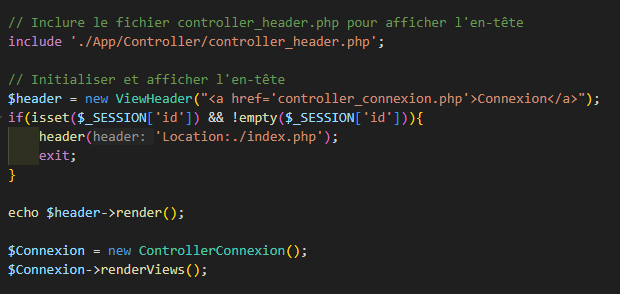 // Inclure le fichier controller_header.php pour afficher l'en-tête
include './App/Controller/controller_header.php';
// Initialiser et afficher l'en-tête
$header = new ViewHeader("<a href='controller_connexion.php'>Connexion</a>");
if(isset($_SESSION['id']) && !empty($_SESSION['id'])){
header(header: 'Location:./index.php');
exit;
}
echo $header->render();
$Connexion = new ControllerConnexion();
$Connexion->renderViews();